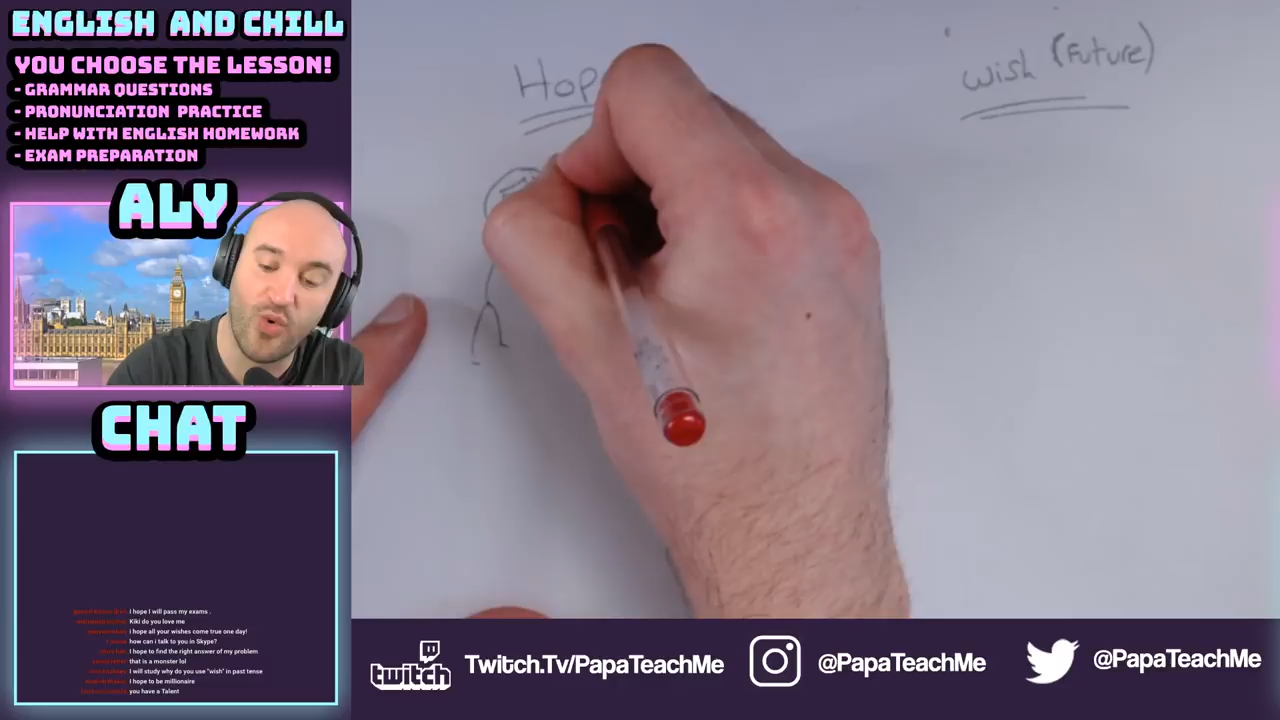 ENGLISH AND CHILL
YOU CHOOSE THE LESSON!
- GRAMMAR QUESTIONS
- PRONUNCIATION PRACTICE
- HELP WITH ENGLISH HOMEWORK
- EXAM PREPARATION
ALY
CHAT
I hope I will pass my exams .
Kiki do you love me
i hope all your wishes come true one day!
how can i talk to you in Skype?
I hope to find the right answer of my problem
that is a monster lol
I will study why do you use "wish" in past tense
I hope to be millionaire
you have a Talent
Hop
wish (Future)
twitch
Twitch.Tv/PapaTeachMe
@PapaTeachMe
@PapaTeachMe